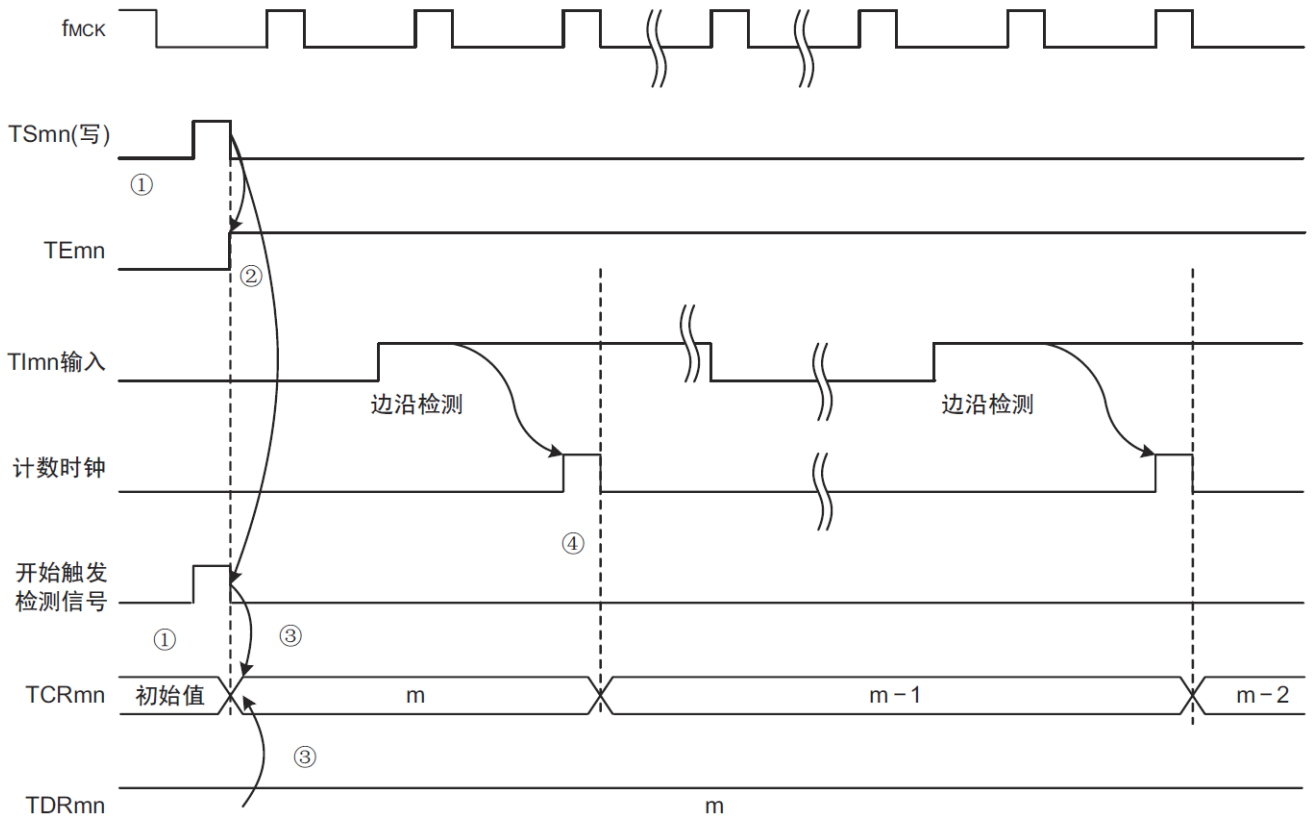 fMCK
TSmn(写)
①
TEmn
②
TImn输入
边沿检测 边沿检测
计数时钟
④
开始触发
检测信号
① ③
TCRmn 初始值 m m-1 m-2
③
TDRmn m